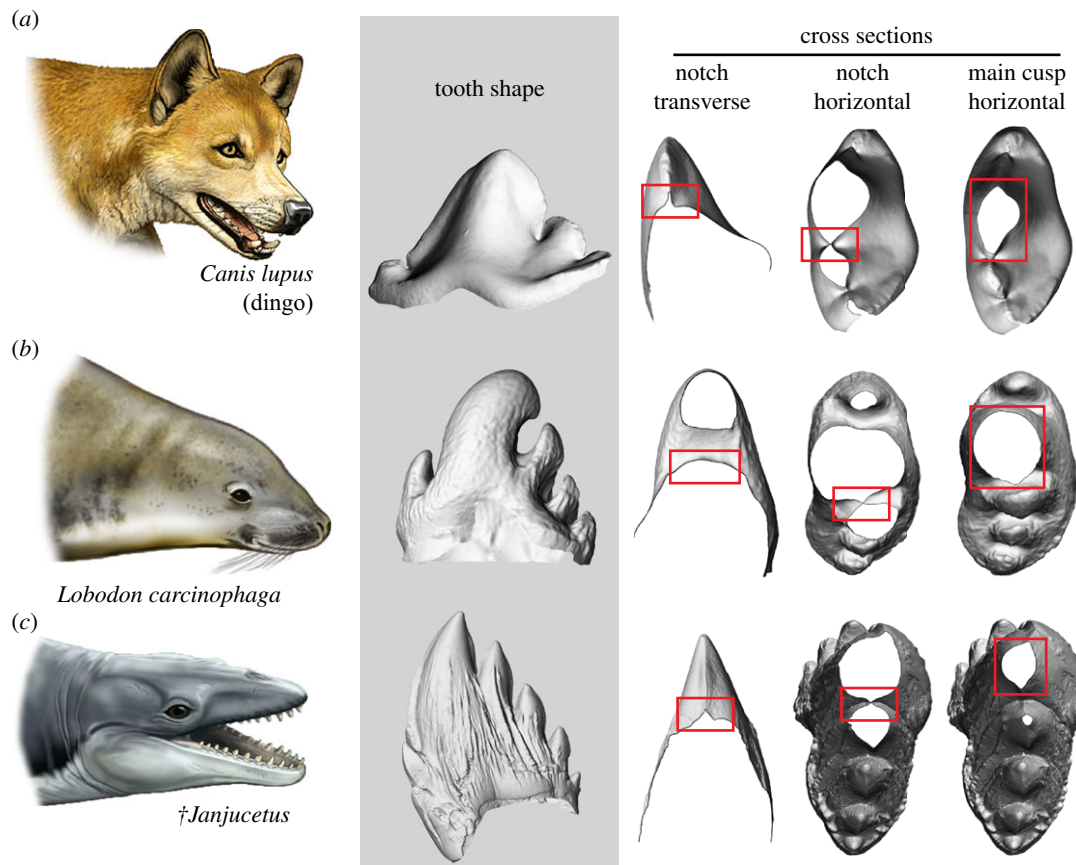 (a)
cross sections
tooth shape
notch
transverse
notch
horizontal
main cusp
horizontal
Canis lupus
(dingo)
(b)
Lobodon carcinophaga
(c)
†Janjucetus